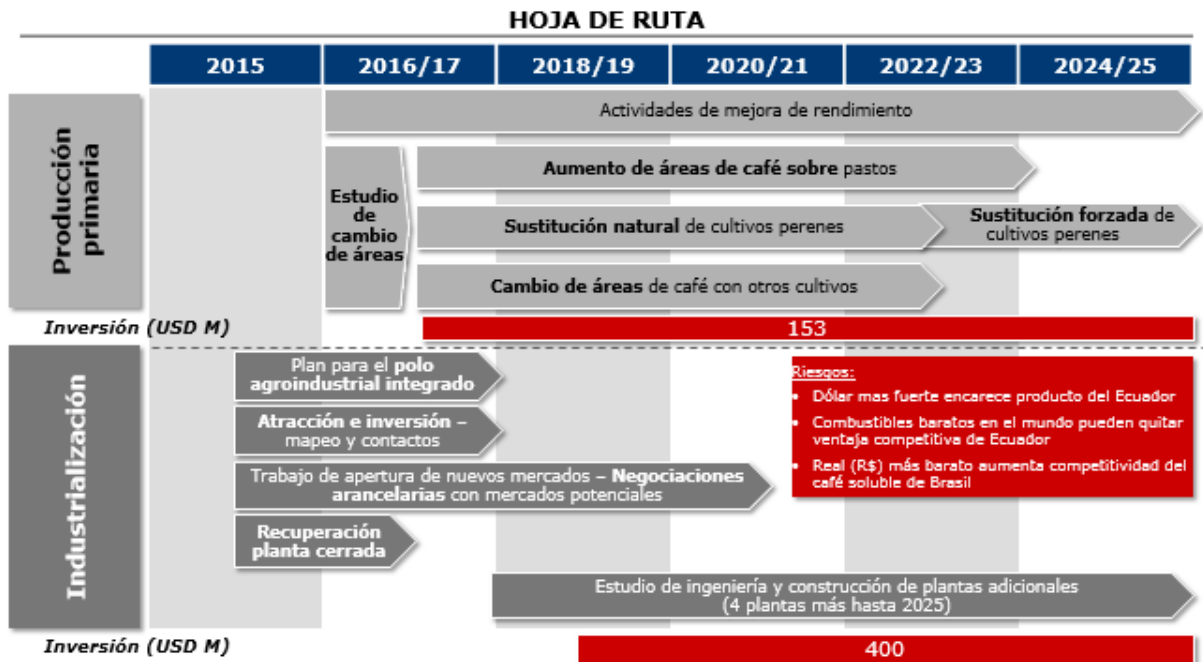 HOJA DE RUTA
2015
2016/17
2018/19
2020/21
2022/23
2024/25
Producción
primaria
Actividades de mejora de rendimiento
Estudio
de
cambio
de áreas
Aumento de áreas de café sobre pastos
Sustitución natural de cultivos perenes
Sustitución forzada de
cultivos perenes
Cambio de áreas de café con otros cultivos
Inversión (USD M)
153
Industrialización
Plan para el polo
agroindustrial integrado
Atracción e inversión –
mapeo y contactos
Trabajo de apertura de nuevos mercados – Negociaciones
arancelarias con mercados potenciales
Recuperación
planta cerrada
Riesgos:
• Dólar mas fuerte encarece producto del Ecuador
• Combustibles baratos en el mundo pueden quitar
ventaja competitiva de Ecuador
• Real (R$) más barato aumenta competitividad del
café soluble de Brasil
Estudio de ingeniería y construcción de plantas adicionales
(4 plantas más hasta 2025)
Inversión (USD M)
400